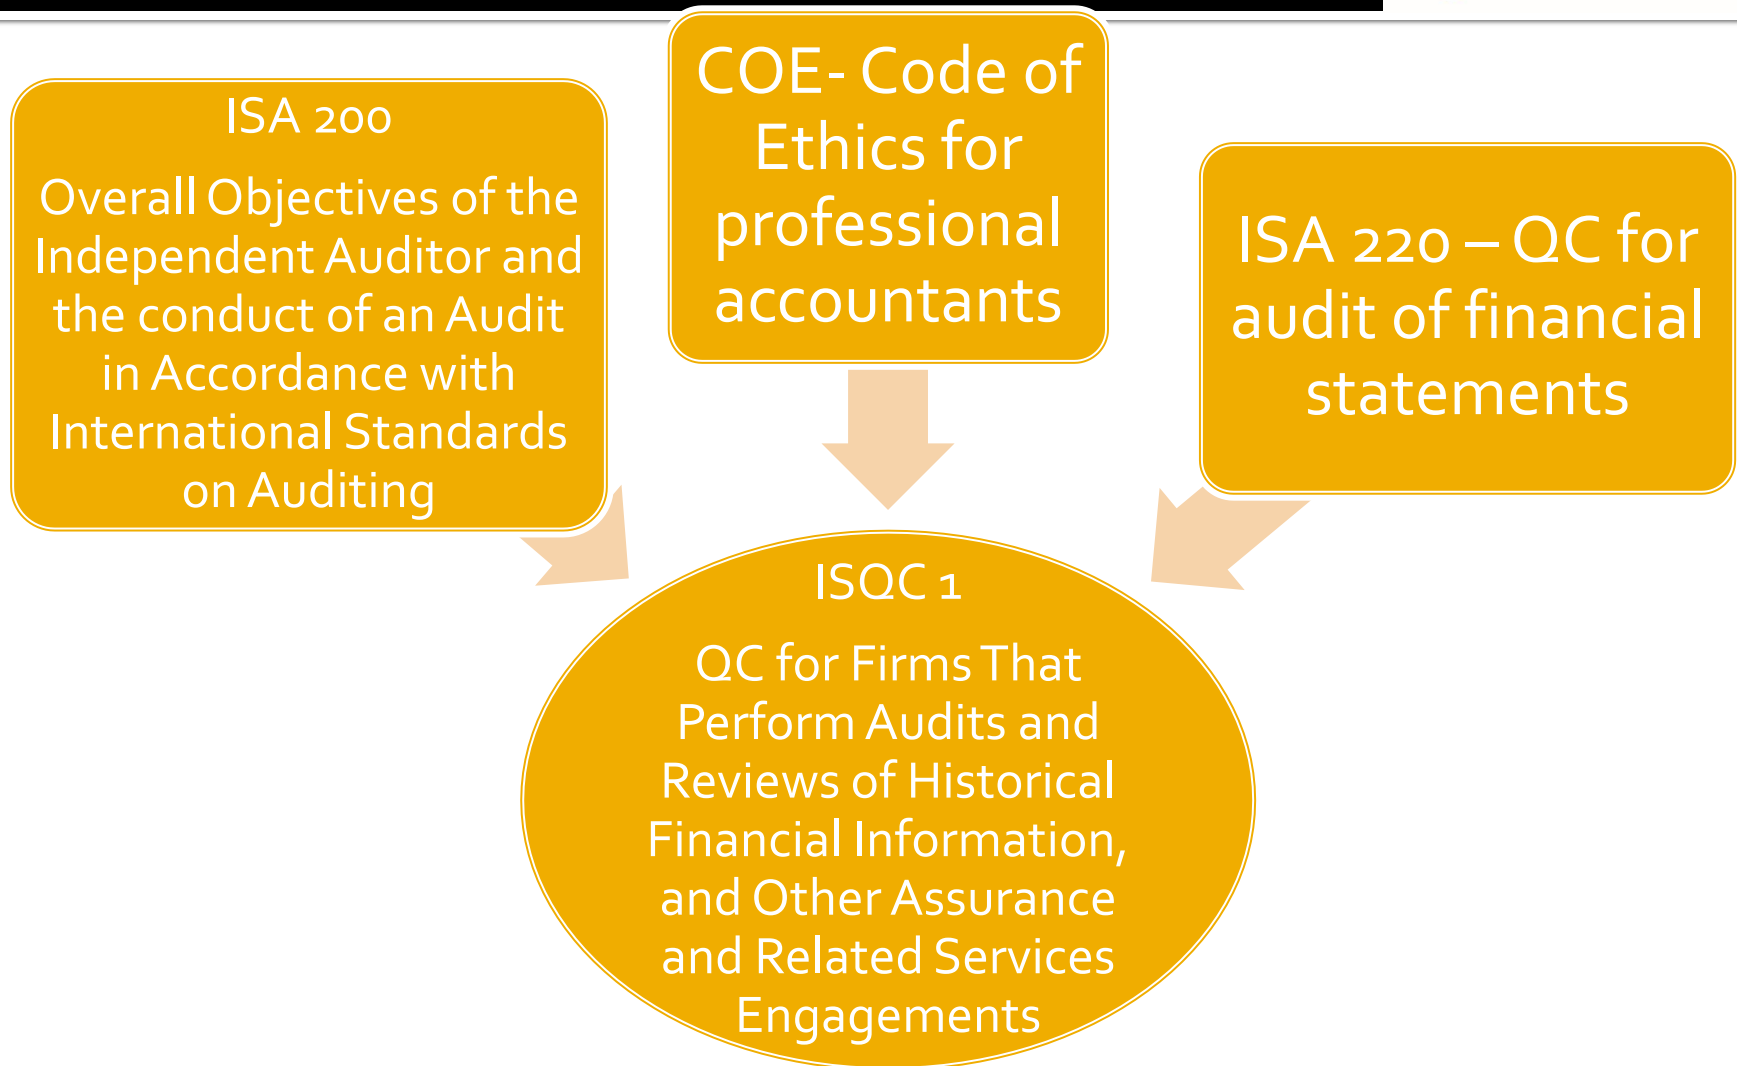 ISA 200
Overall Objectives of the
Independent Auditor and
the conduct of an Audit
in Accordance with
International Standards
on Auditing
COE- Code of
Ethics for
professional
accountants
ISA 220 – QC for
audit of financial
statements
ISQC 1
QC for Firms That
Perform Audits and
Reviews of Historical
Financial Information,
and Other Assurance
and Related Services
Engagements